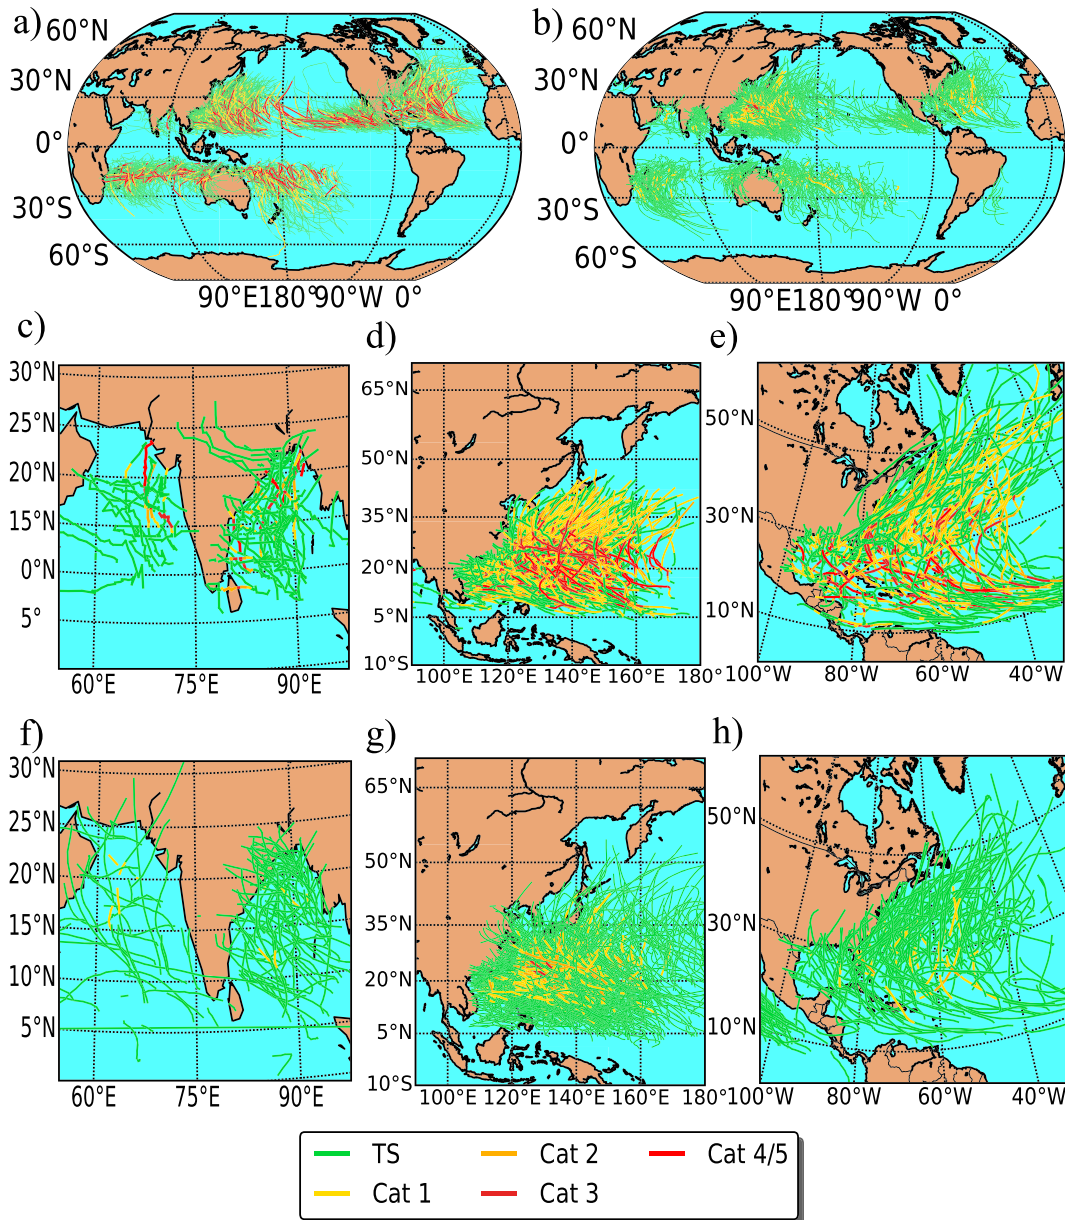 a)
b)
60°N
60°N
30°N
30°N
0°
0°
30°S
30°S
60°S
60°S
90°E180°90°W 0°
90°E180°90°W 0°
c)
d)
e)
30°N
25°N
20°N
15°N
0°N
5°
60°E
75°E
90°E
65°N
50°N
35°N
20°N
5°N
10°S
100°E
120°E
140°E
160°E
180°
50°N
30°N
10°N
100°W
80°W
60°W
40°W
f)
g)
h)
30°N
25°N
20°N
15°N
10°N
5°N
60°E
75°E
90°E
65°N
50°N
35°N
20°N
5°N
10°S
100°E
120°E
140°E
160°E
180°
50°N
30°N
10°N
100°W
80°W
60°W
40°W
TS
Cat 2
Cat 4/5
Cat 1
Cat 3